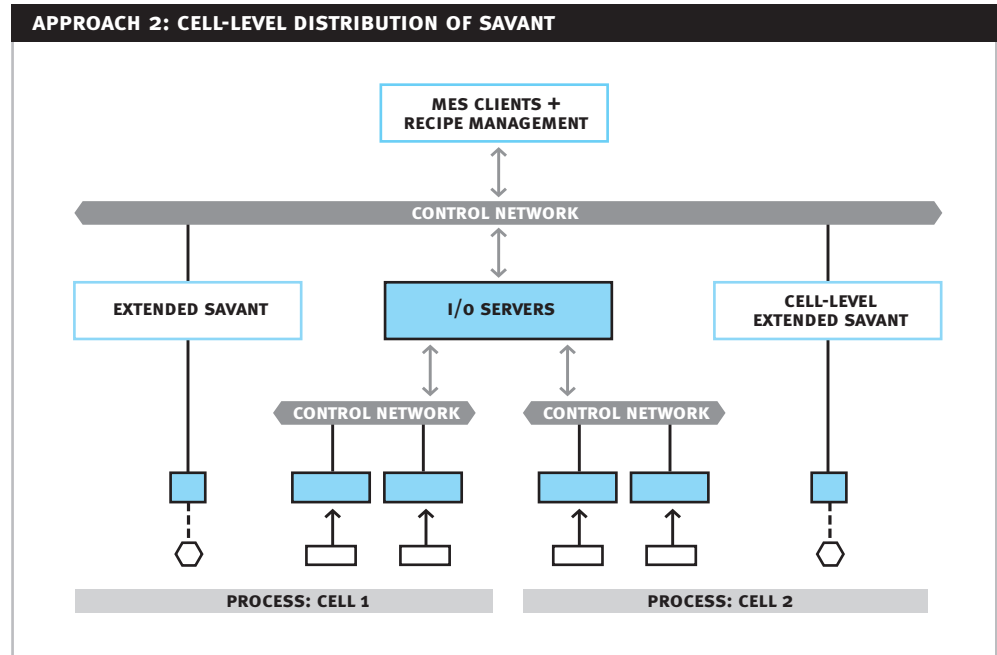 APPROACH 2: CELL-LEVEL DISTRIBUTION OF SAVANT
MES CLIENTS +
RECIPE MANAGEMENT
CONTROL NETWORK
EXTENDED SAVANT
I/O SERVERS
CELL-LEVEL
EXTENDED SAVANT
CONTROL NETWORK
CONTROL NETWORK
PROCESS: CELL 1
PROCESS: CELL 2